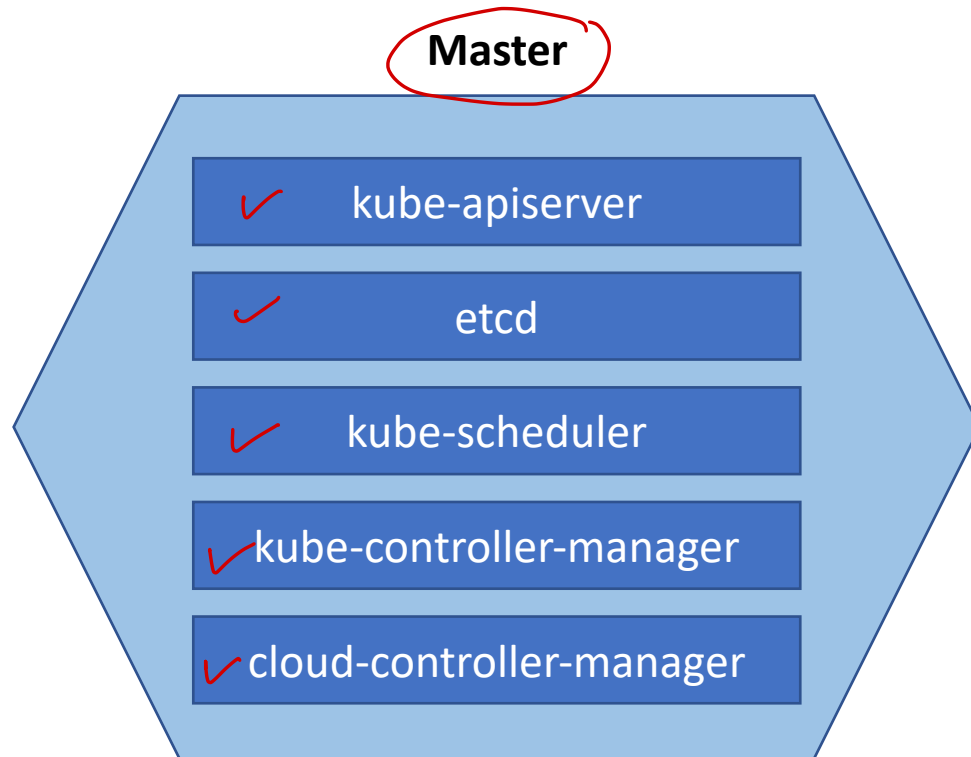 Master
kube-apiserver
etcd
kube-scheduler
kube-controller-manager
cloud-controller-manager